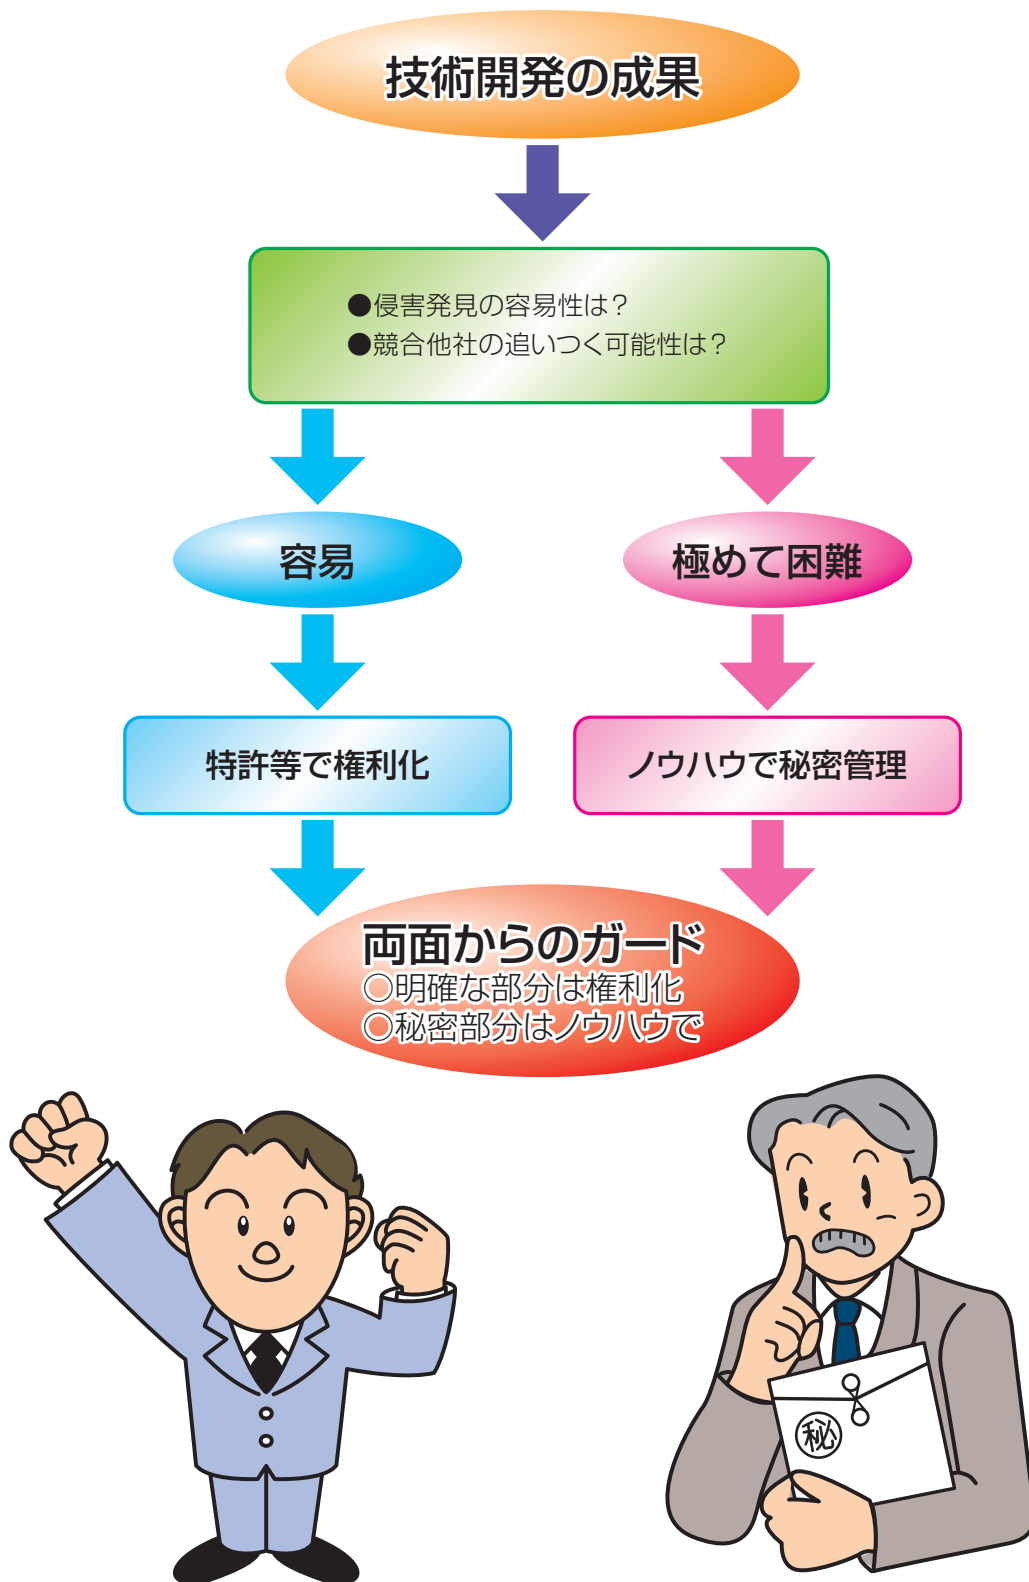 技術開発の成果
●侵害発見の容易性は？
●競合他社の追いつく可能性は？
容易
極めて困難
特許等で権利化
ノウハウで秘密管理
両面からのガード
○明確な部分は権利化
○秘密部分はノウハウで
㊙